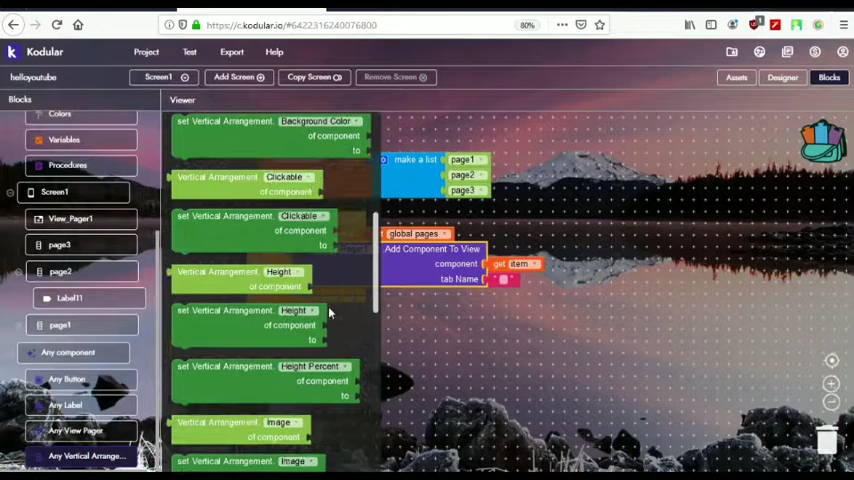 https://c.kodular.io/#6422316240076800
80%
Kodular
Project
Test
Export
Help
helloyoutube
Screen1
Add Screen
Copy Screen
Remove Screen
Assets
Designer
Blocks
Blocks
Viewer
Colors
Variables
Procedures
Screen1
View_Pager1
page3
page2
Label11
page1
Any component
Any Button
Any Label
Any View Pager
Any Vertical Arrange...
set Vertical Arrangement. Background Color
of component
to
Vertical Arrangement. Clickable
of component
set Vertical Arrangement. Clickable
of component
to
Vertical Arrangement. Height
of component
set Vertical Arrangement. Height
of component
to
set Vertical Arrangement. Height Percent
of component
to
Vertical Arrangement. Image
of component
set Vertical Arrangement. Image
make a list
page1
page2
page3
global pages
Add Component To View
component
get item
tab Name
" "